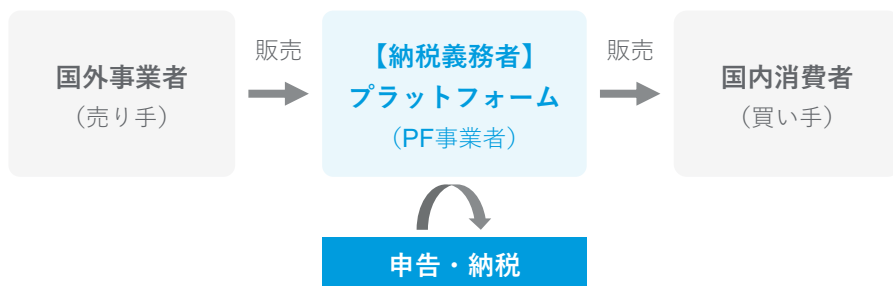 国外事業者
（売り手）
販売
【納税義務者】
プラットフォーム
（PF事業者）
販売
国内消費者
（買い手）
申告・納税